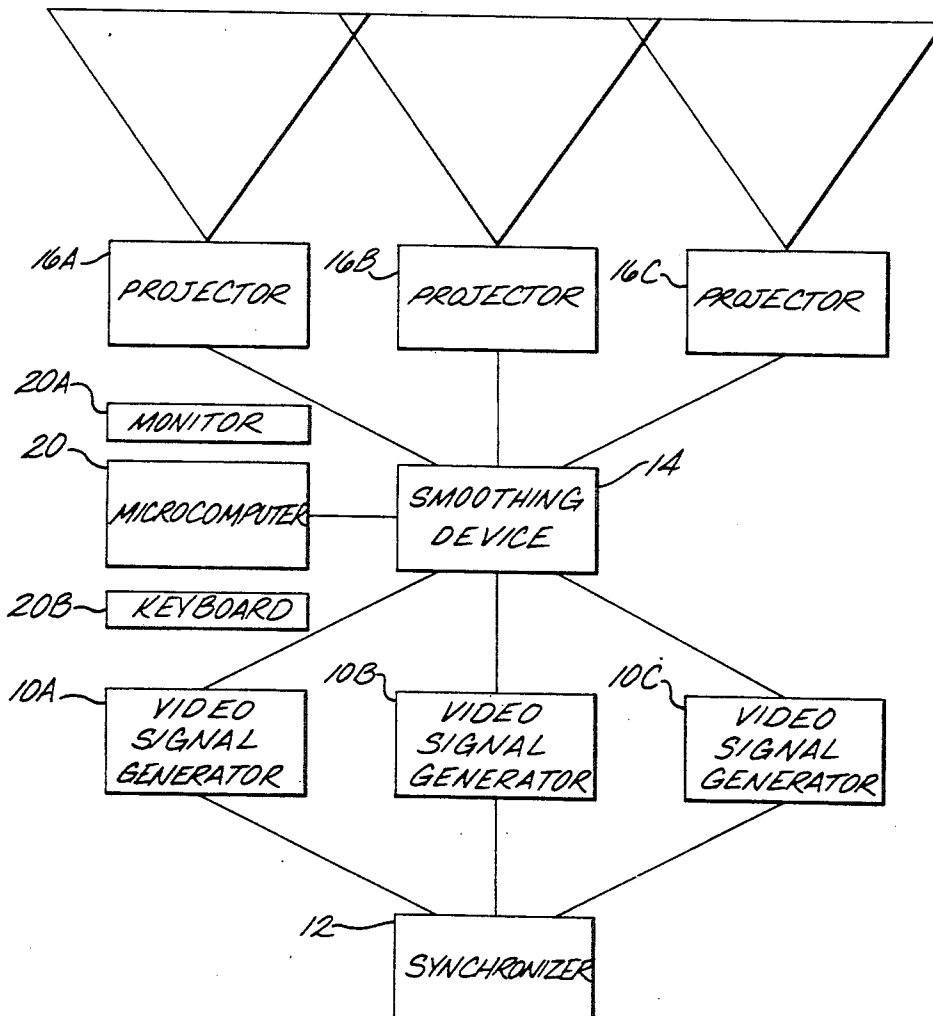 16A
PROJECTOR
16B
PROJECTOR
16C
PROJECTOR
20A
MONITOR
20
MICROCOMPUTER
14
SMOOTHING
DEVICE
20B
KEYBOARD
10A
VIDEO
SIGNAL
GENERATOR
10B
VIDEO
SIGNAL
GENERATOR
10C
VIDEO
SIGNAL
GENERATOR
12
SYNCHRONIZER